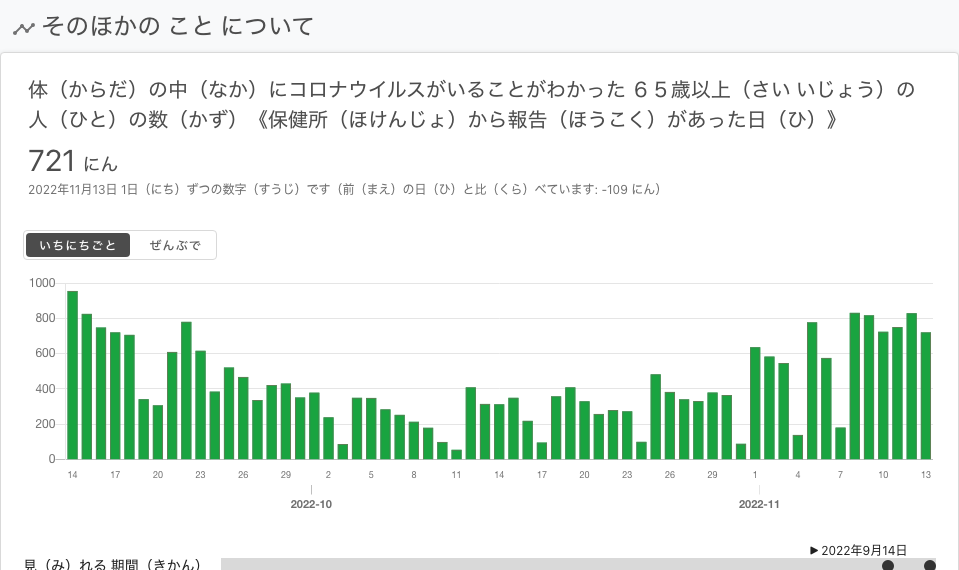 そのほかの こと について
体（からだ）の中（なか）にコロナウイルスがいることがわかった ６５歳以上（さい いじょう）の
人（ひと）の数（かず）《保健所（ほけんじょ）から報告（ほうこく）があった日（ひ）》
721 にん
2022年11月13日 1日（にち）ずつの数字（すうじ）です（前（まえ）の日（ひ）と比（くら）べています: -109 にん）
いちにちごと ぜんぶで
1000
800
600
400
200
0
14 17 20 23 26 29 2 5 8 11 14 17 20 23 26 29 1 4 7 10 13
2022-10 2022-11
▶ 2022年9月14日
見（み）れる 期間（きかん）